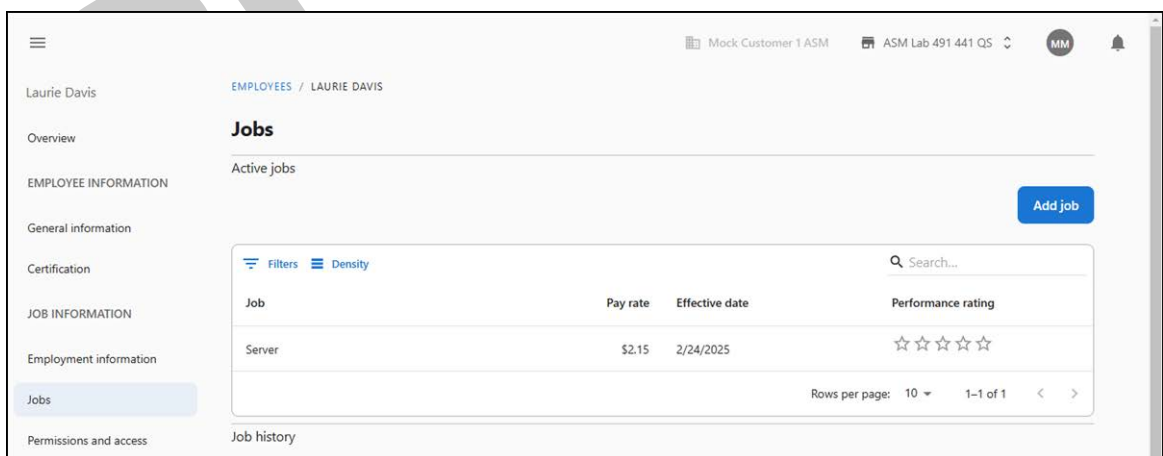 Mock Customer 1 ASM ASM Lab 491 441 QS MM
Laurie Davis
Overview
EMPLOYEE INFORMATION
General information
Certification
JOB INFORMATION
Employment information
Jobs
Permissions and access
EMPLOYEES / LAURIE DAVIS
Jobs
Active jobs
Add job
Filters Density Search...
Job Pay rate Effective date Performance rating
Server $2.15 2/24/2025
Rows per page: 10 1–1 of 1
Job history